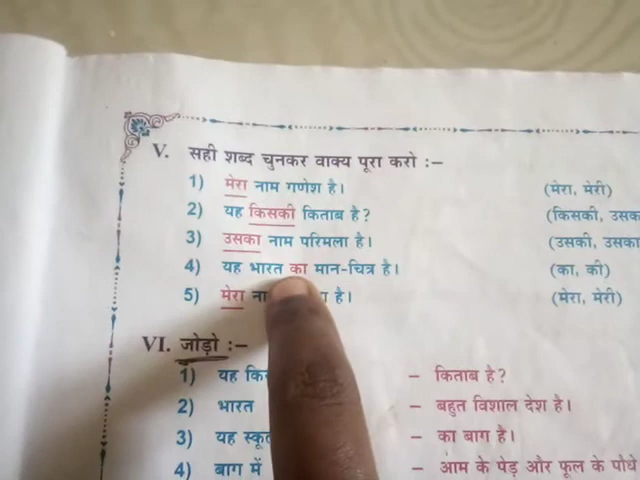 V. सही शब्द चुनकर वाक्य पूरा करो :–
1) मेरा नाम गणेश है। (मेरा, मेरी)
2) यह किसकी किताब है? (किसकी,
3) उसका नाम परिमला है। (उसकी, उसका
4) यह भारत का मान-चित्र है। (का, की)
5) मेरा है। (मेरा, मेरी)
VI. जोड़ो :–
1) यह – किताब है?
2) भारत – बहुत विशाल देश है।
3) यह – का बाग है।
4) बाग में – आम के पेड़ और फूल के पौधे